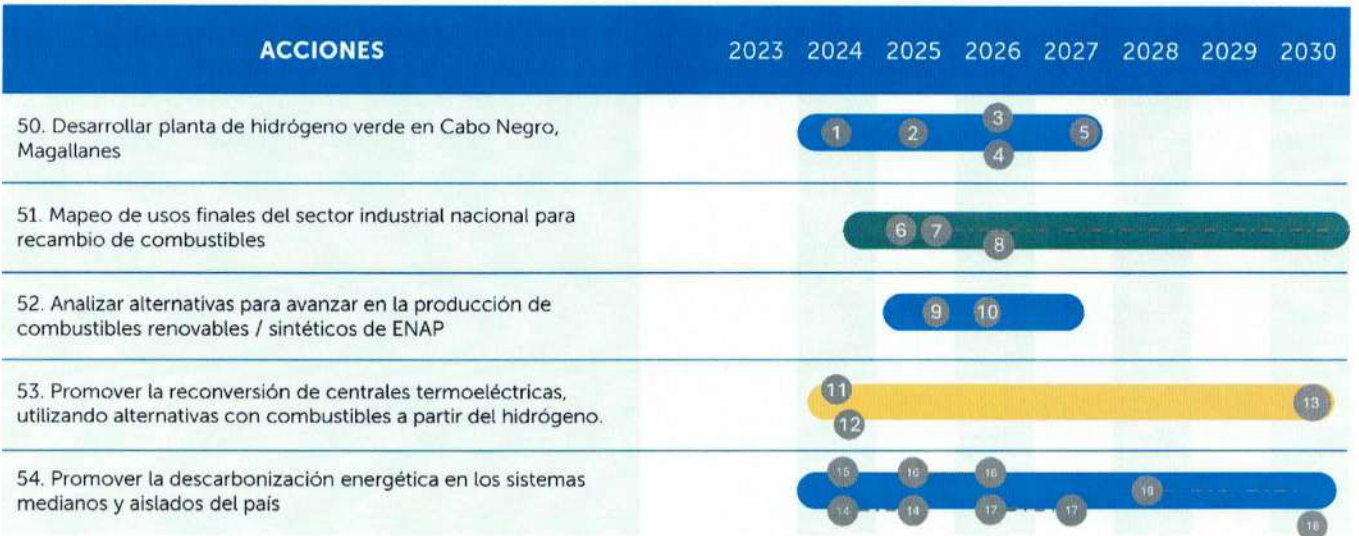 ACCIONES 2023 2024 2025 2026 2027 2028 2029 2030
50. Desarrollar planta de hidrógeno verde en Cabo Negro,
Magallanes
1 2 3 4 5
51. Mapeo de usos finales del sector industrial nacional para
recambio de combustibles
6 7 8
52. Analizar alternativas para avanzar en la producción de
combustibles renovables / sintéticos de ENAP
9 10
53. Promover la reconversión de centrales termoeléctricas,
utilizando alternativas con combustibles a partir del hidrógeno.
11 12 13
54. Promover la descarbonización energética en los sistemas
medianos y aislados del país
15 16 16 18
14 14 17 17 18